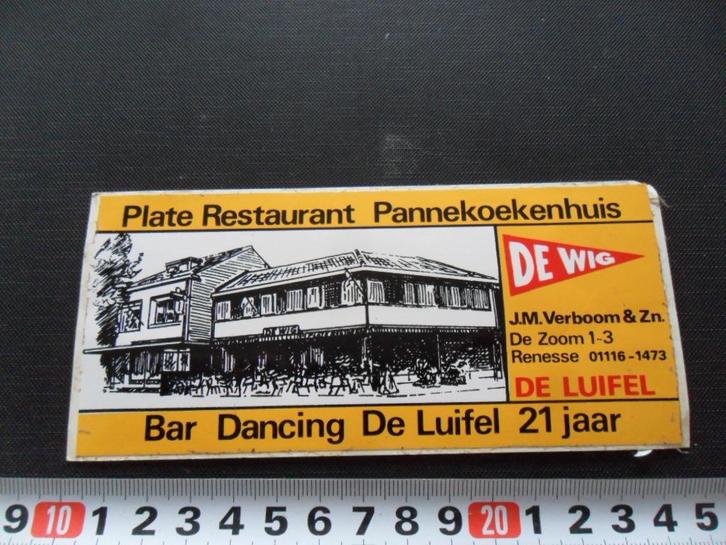 Plate Restaurant Pannekoekenhuis
DE WIG
DE WIG
J.M. Verboom & Zn.
De Zoom 1-3
Renesse 01116-1473
DE LUIFEL
Bar Dancing De Luifel 21 jaar
9 10 1 2 3 4 5 6 7 8 9 20 1 2 3 4 5